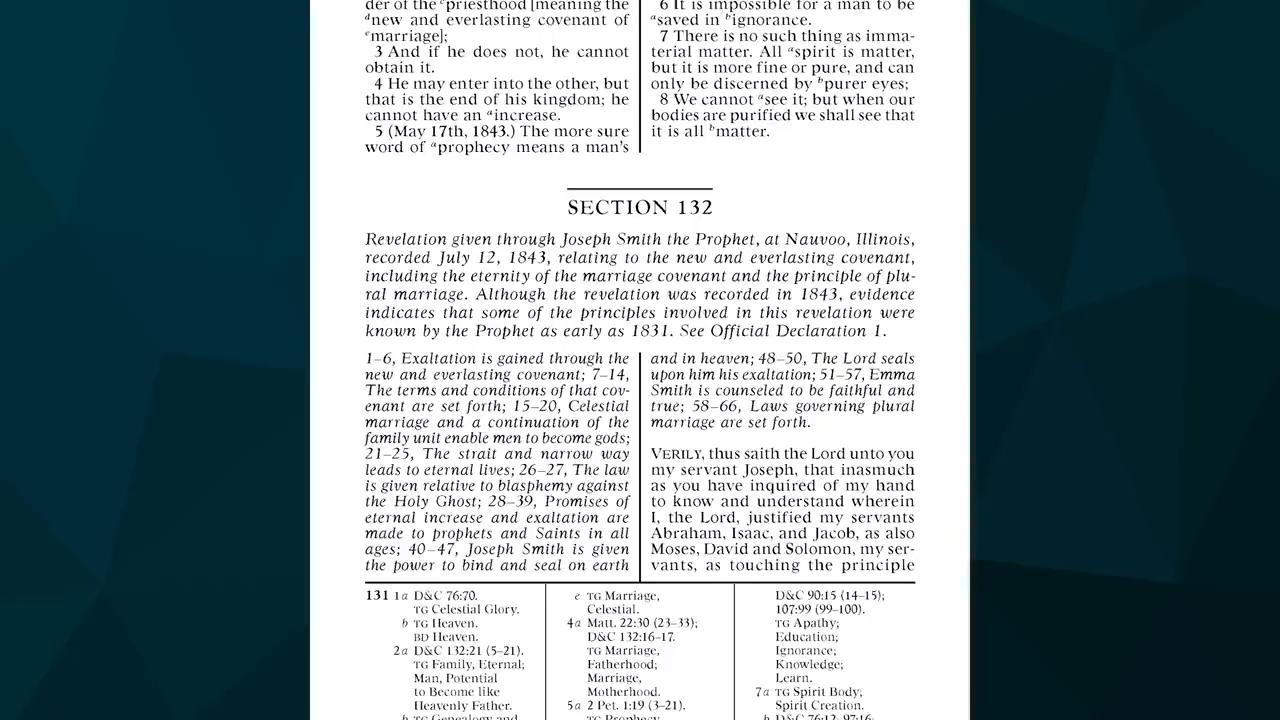 der of the cpriesthood [meaning the
dnew and everlasting covenant of
emarriage];
3 And if he does not, he cannot
obtain it.
4 He may enter into the other, but
that is the end of his kingdom; he
cannot have an aincrease.
5 (May 17th, 1843.) The more sure
word of aprophecy means a man's
6 It is impossible for a man to be
asaved in bignorance.
7 There is no such thing as imma-
terial matter. All aspirit is matter,
but it is more fine or pure, and can
only be discerned by bpurer eyes;
8 We cannot asee it; but when our
bodies are purified we shall see that
it is all bmatter.
SECTION 132
Revelation given through Joseph Smith the Prophet, at Nauvoo, Illinois,
recorded July 12, 1843, relating to the new and everlasting covenant,
including the eternity of the marriage covenant and the principle of plu-
ral marriage. Although the revelation was recorded in 1843, evidence
indicates that some of the principles involved in this revelation were
known by the Prophet as early as 1831. See Official Declaration 1.
1–6, Exaltation is gained through the
new and everlasting covenant; 7–14,
The terms and conditions of that cov-
enant are set forth; 15–20, Celestial
marriage and a continuation of the
family unit enable men to become gods;
21–25, The strait and narrow way
leads to eternal lives; 26–27, The law
is given relative to blasphemy against
the Holy Ghost; 28–39, Promises of
eternal increase and exaltation are
made to prophets and Saints in all
ages; 40–47, Joseph Smith is given
the power to bind and seal on earth
and in heaven; 48–50, The Lord seals
upon him his exaltation; 51–57, Emma
Smith is counseled to be faithful and
true; 58–66, Laws governing plural
marriage are set forth.
VERILY, thus saith the Lord unto you
my servant Joseph, that inasmuch
as you have inquired of my hand
to know and understand wherein
I, the Lord, justified my servants
Abraham, Isaac, and Jacob, as also
Moses, David and Solomon, my ser-
vants, as touching the principle
131 1a D&C 76:70.
TG Celestial Glory.
b TG Heaven.
BD Heaven.
2a D&C 132:21 (5–21).
TG Family, Eternal;
Man, Potential
to Become like
Heavenly Father.
b TG Genealogy and
e TG Marriage,
Celestial.
4a Matt. 22:30 (23–33);
D&C 132:16–17.
TG Marriage,
Fatherhood;
Marriage,
Motherhood.
5a 2 Pet. 1:19 (3–21).
TG Prophecy
D&C 90:15 (14–15);
107:99 (99–100).
TG Apathy;
Education;
Ignorance;
Knowledge;
Learn.
7a TG Spirit Body;
Spirit Creation.
b D&C 76:12; 97:16;